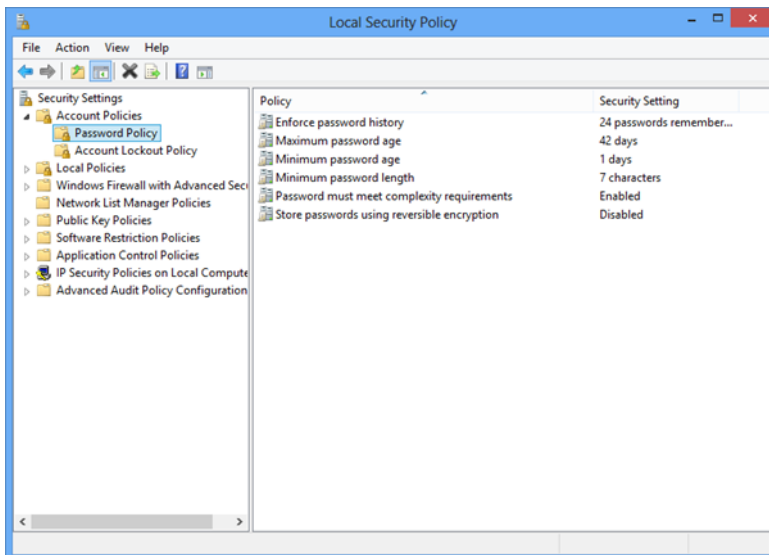 Local Security Policy
File Action View Help
Security Settings
Account Policies
Password Policy
Account Lockout Policy
Local Policies
Windows Firewall with Advanced Secu
Network List Manager Policies
Public Key Policies
Software Restriction Policies
Application Control Policies
IP Security Policies on Local Compute
Advanced Audit Policy Configuration
Policy Security Setting
Enforce password history 24 passwords remember...
Maximum password age 42 days
Minimum password age 1 days
Minimum password length 7 characters
Password must meet complexity requirements Enabled
Store passwords using reversible encryption Disabled